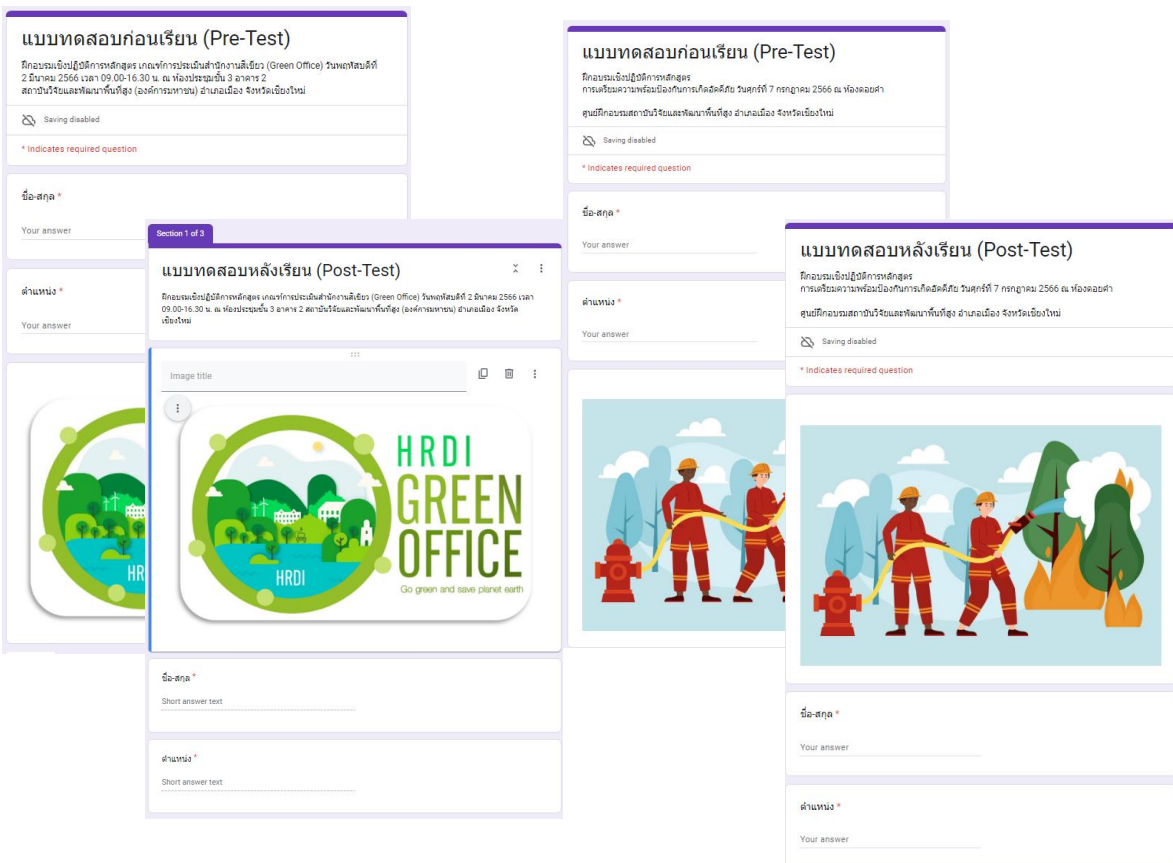 แบบทดสอบก่อนเรียน (Pre-Test)
ฝึกอบรมเชิงปฏิบัติการหลักสูตร เกณฑ์การประเมินสำนักงานสีเขียว (Green Office) วันพฤหัสบดีที่
2 มีนาคม 2566 เวลา 09.00-16.30 น. ณ ห้องประชุมชั้น 3 อาคาร 2
สถาบันวิจัยและพัฒนาพื้นที่สูง (องค์การมหาชน) อำเภอเมือง จังหวัดเชียงใหม่
Saving disabled
* Indicates required question
ชื่อ-สกุล *
Your answer
ตำแหน่ง *
Your answer
HR
Section 1 of 3
แบบทดสอบหลังเรียน (Post-Test)
ฝึกอบรมเชิงปฏิบัติการหลักสูตร เกณฑ์การประเมินสำนักงานสีเขียว (Green Office) วันพฤหัสบดีที่ 2 มีนาคม 2566 เวลา
09.00-16.30 น. ณ ห้องประชุมชั้น 3 อาคาร 2 สถาบันวิจัยและพัฒนาพื้นที่สูง (องค์การมหาชน) อำเภอเมือง จังหวัด
เชียงใหม่
Image title
HRDI
GREEN
OFFICE
Go green and save planet earth
HRDI
ชื่อ-สกุล *
Short answer text
ตำแหน่ง *
Short answer text
แบบทดสอบก่อนเรียน (Pre-Test)
ฝึกอบรมเชิงปฏิบัติการหลักสูตร
การเตรียมความพร้อมป้องกันการเกิดอัคคีภัย วันศุกร์ที่ 7 กรกฎาคม 2566 ณ ห้องดอยคำ
ศูนย์ฝึกอบรมสถาบันวิจัยและพัฒนาพื้นที่สูง อำเภอเมือง จังหวัดเชียงใหม่
Saving disabled
* Indicates required question
ชื่อ-สกุล *
Your answer
ตำแหน่ง *
Your answer
แบบทดสอบหลังเรียน (Post-Test)
ฝึกอบรมเชิงปฏิบัติการหลักสูตร
การเตรียมความพร้อมป้องกันการเกิดอัคคีภัย วันศุกร์ที่ 7 กรกฎาคม 2566 ณ ห้องดอยคำ
ศูนย์ฝึกอบรมสถาบันวิจัยและพัฒนาพื้นที่สูง อำเภอเมือง จังหวัดเชียงใหม่
Saving disabled
* Indicates required question
ชื่อ-สกุล *
Your answer
ตำแหน่ง *
Your answer